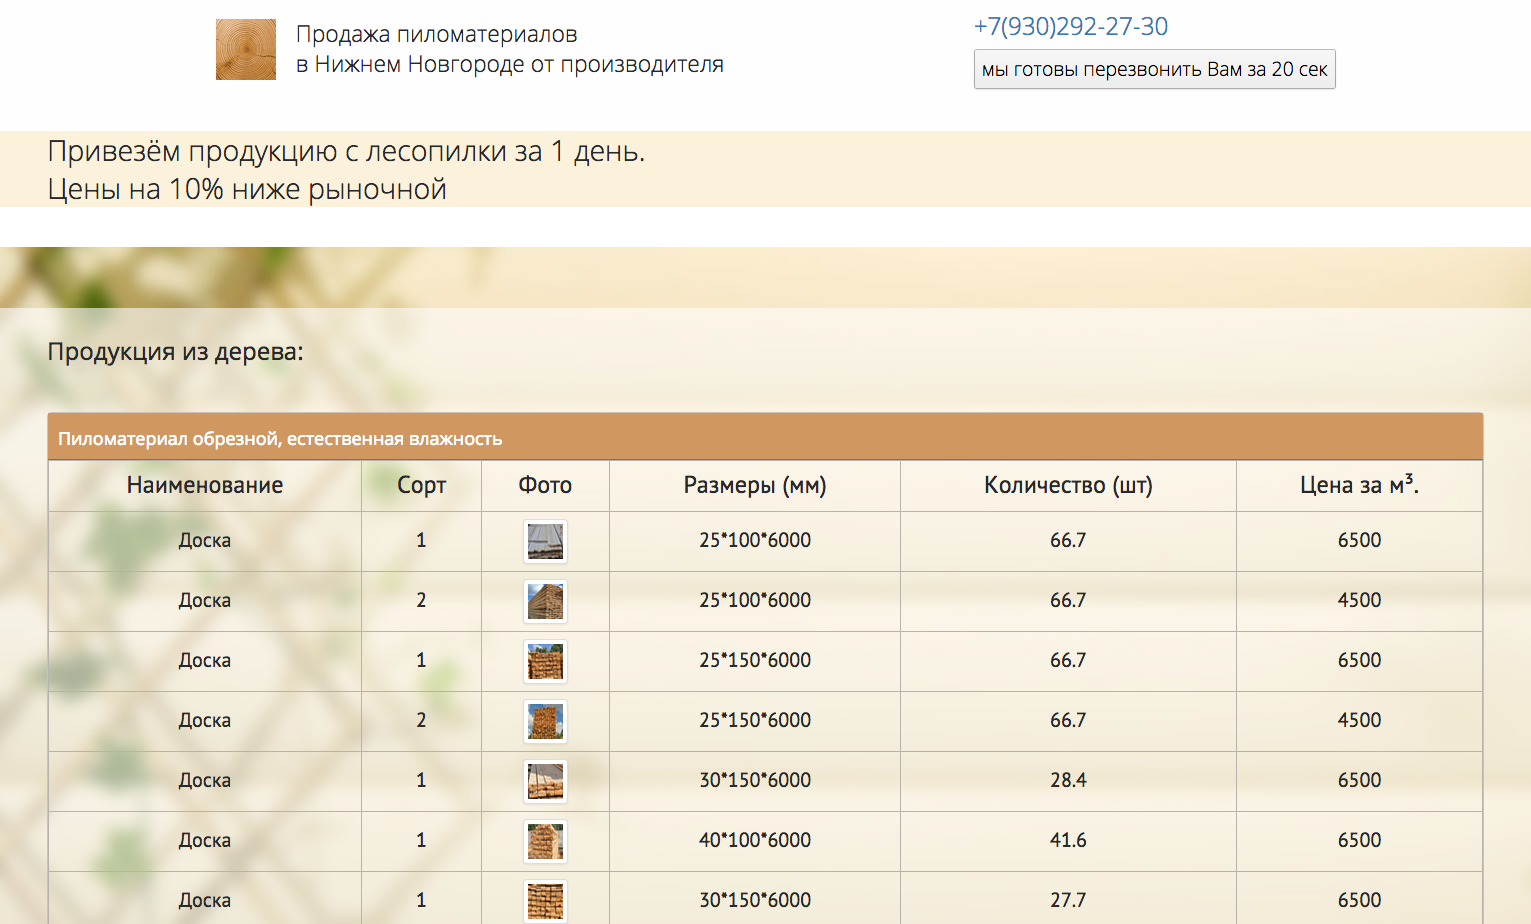 Продажа пиломатериалов
в Нижнем Новгороде от производителя
+7(930)292-27-30
мы готовы перезвонить Вам за 20 сек
Привезём продукцию с лесопилки за 1 день.
Цены на 10% ниже рыночной
Продукция из дерева:
Пиломатериал обрезной, естественная влажность
Наименование Сорт Фото Размеры (мм) Количество (шт) Цена за м³.
Доска 1 25*100*6000 66.7 6500
Доска 2 25*100*6000 66.7 4500
Доска 1 25*150*6000 66.7 6500
Доска 2 25*150*6000 66.7 4500
Доска 1 30*150*6000 28.4 6500
Доска 1 40*100*6000 41.6 6500
Доска 1 30*150*6000 27.7 6500